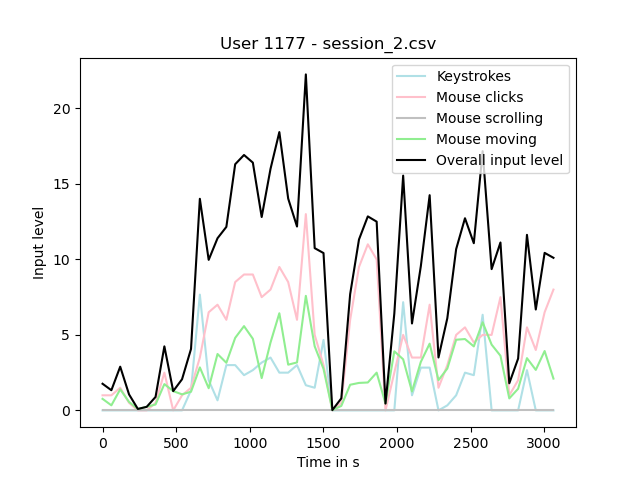 User 1177 - session_2.csv
Keystrokes
Mouse clicks
Mouse scrolling
Mouse moving
Overall input level
Input level
20
15
10
5
0
0 500 1000 1500 2000 2500 3000
Time in s